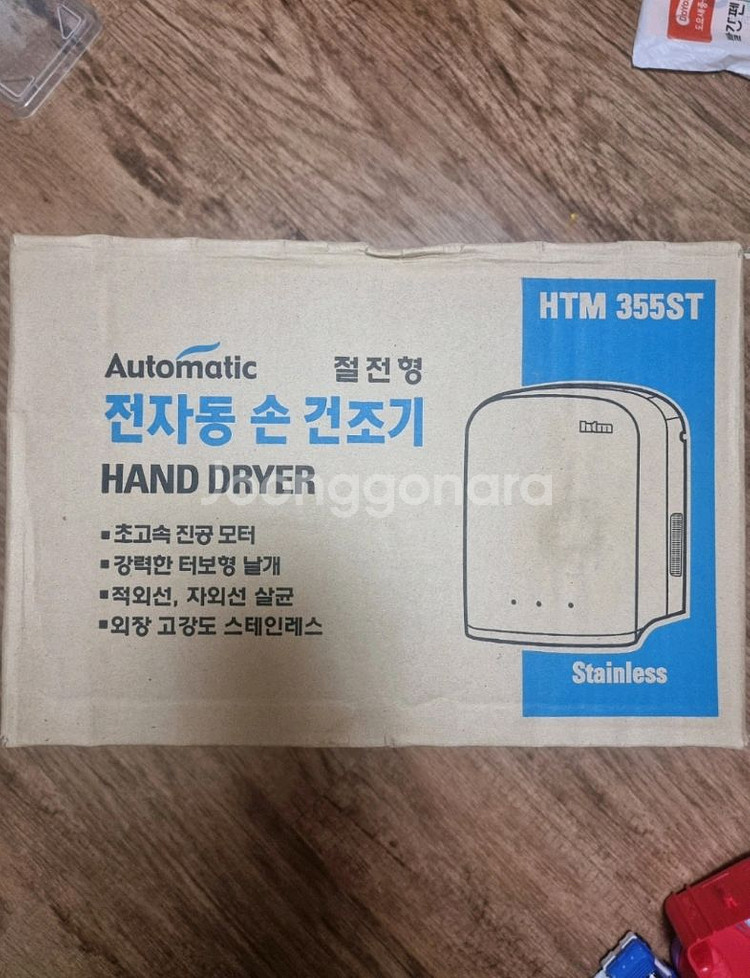 HTM 355ST
Automatic 절전형
전자동 손 건조기
HAND DRYER
Joonggonara
▪초고속 진공 모터
▪강력한 터보형 날개
▪적외선, 자외선 살균
▪외장 고강도 스테인레스
htm
Stainless